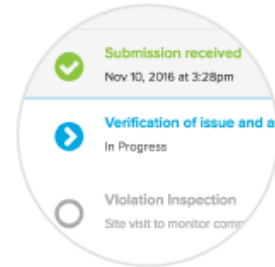 Submission received
Nov 10, 2016 at 3:28pm
Verification of issue and a
In Progress
Violation Inspection
Site visit to monitor comp